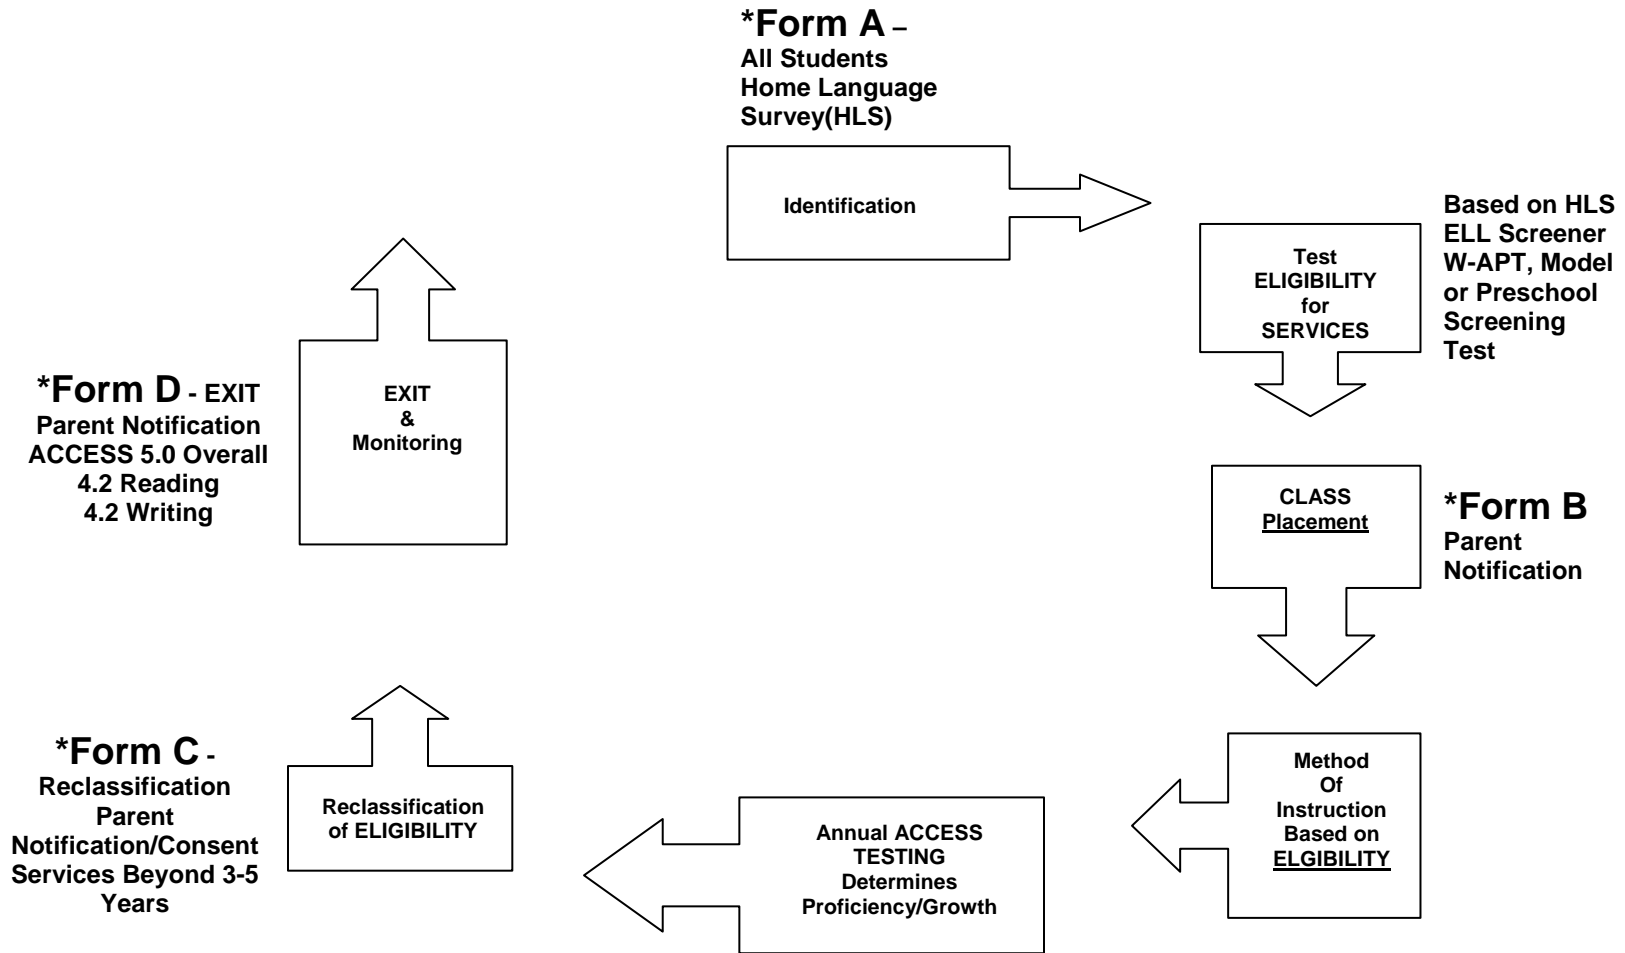 *Form A –
All Students
Home Language
Survey(HLS)
Identification
Test
ELIGIBILITY
for
SERVICES
Based on HLS
ELL Screener
W-APT, Model
or Preschool
Screening
Test
CLASS
Placement
*Form B
Parent
Notification
Method
Of
Instruction
Based on
ELGIBILITY
Annual ACCESS
TESTING
Determines
Proficiency/Growth
Reclassification
of ELIGIBILITY
*Form C -
Reclassification
Parent
Notification/Consent
Services Beyond 3-5
Years
EXIT
&
Monitoring
*Form D - EXIT
Parent Notification
ACCESS 5.0 Overall
4.2 Reading
4.2 Writing